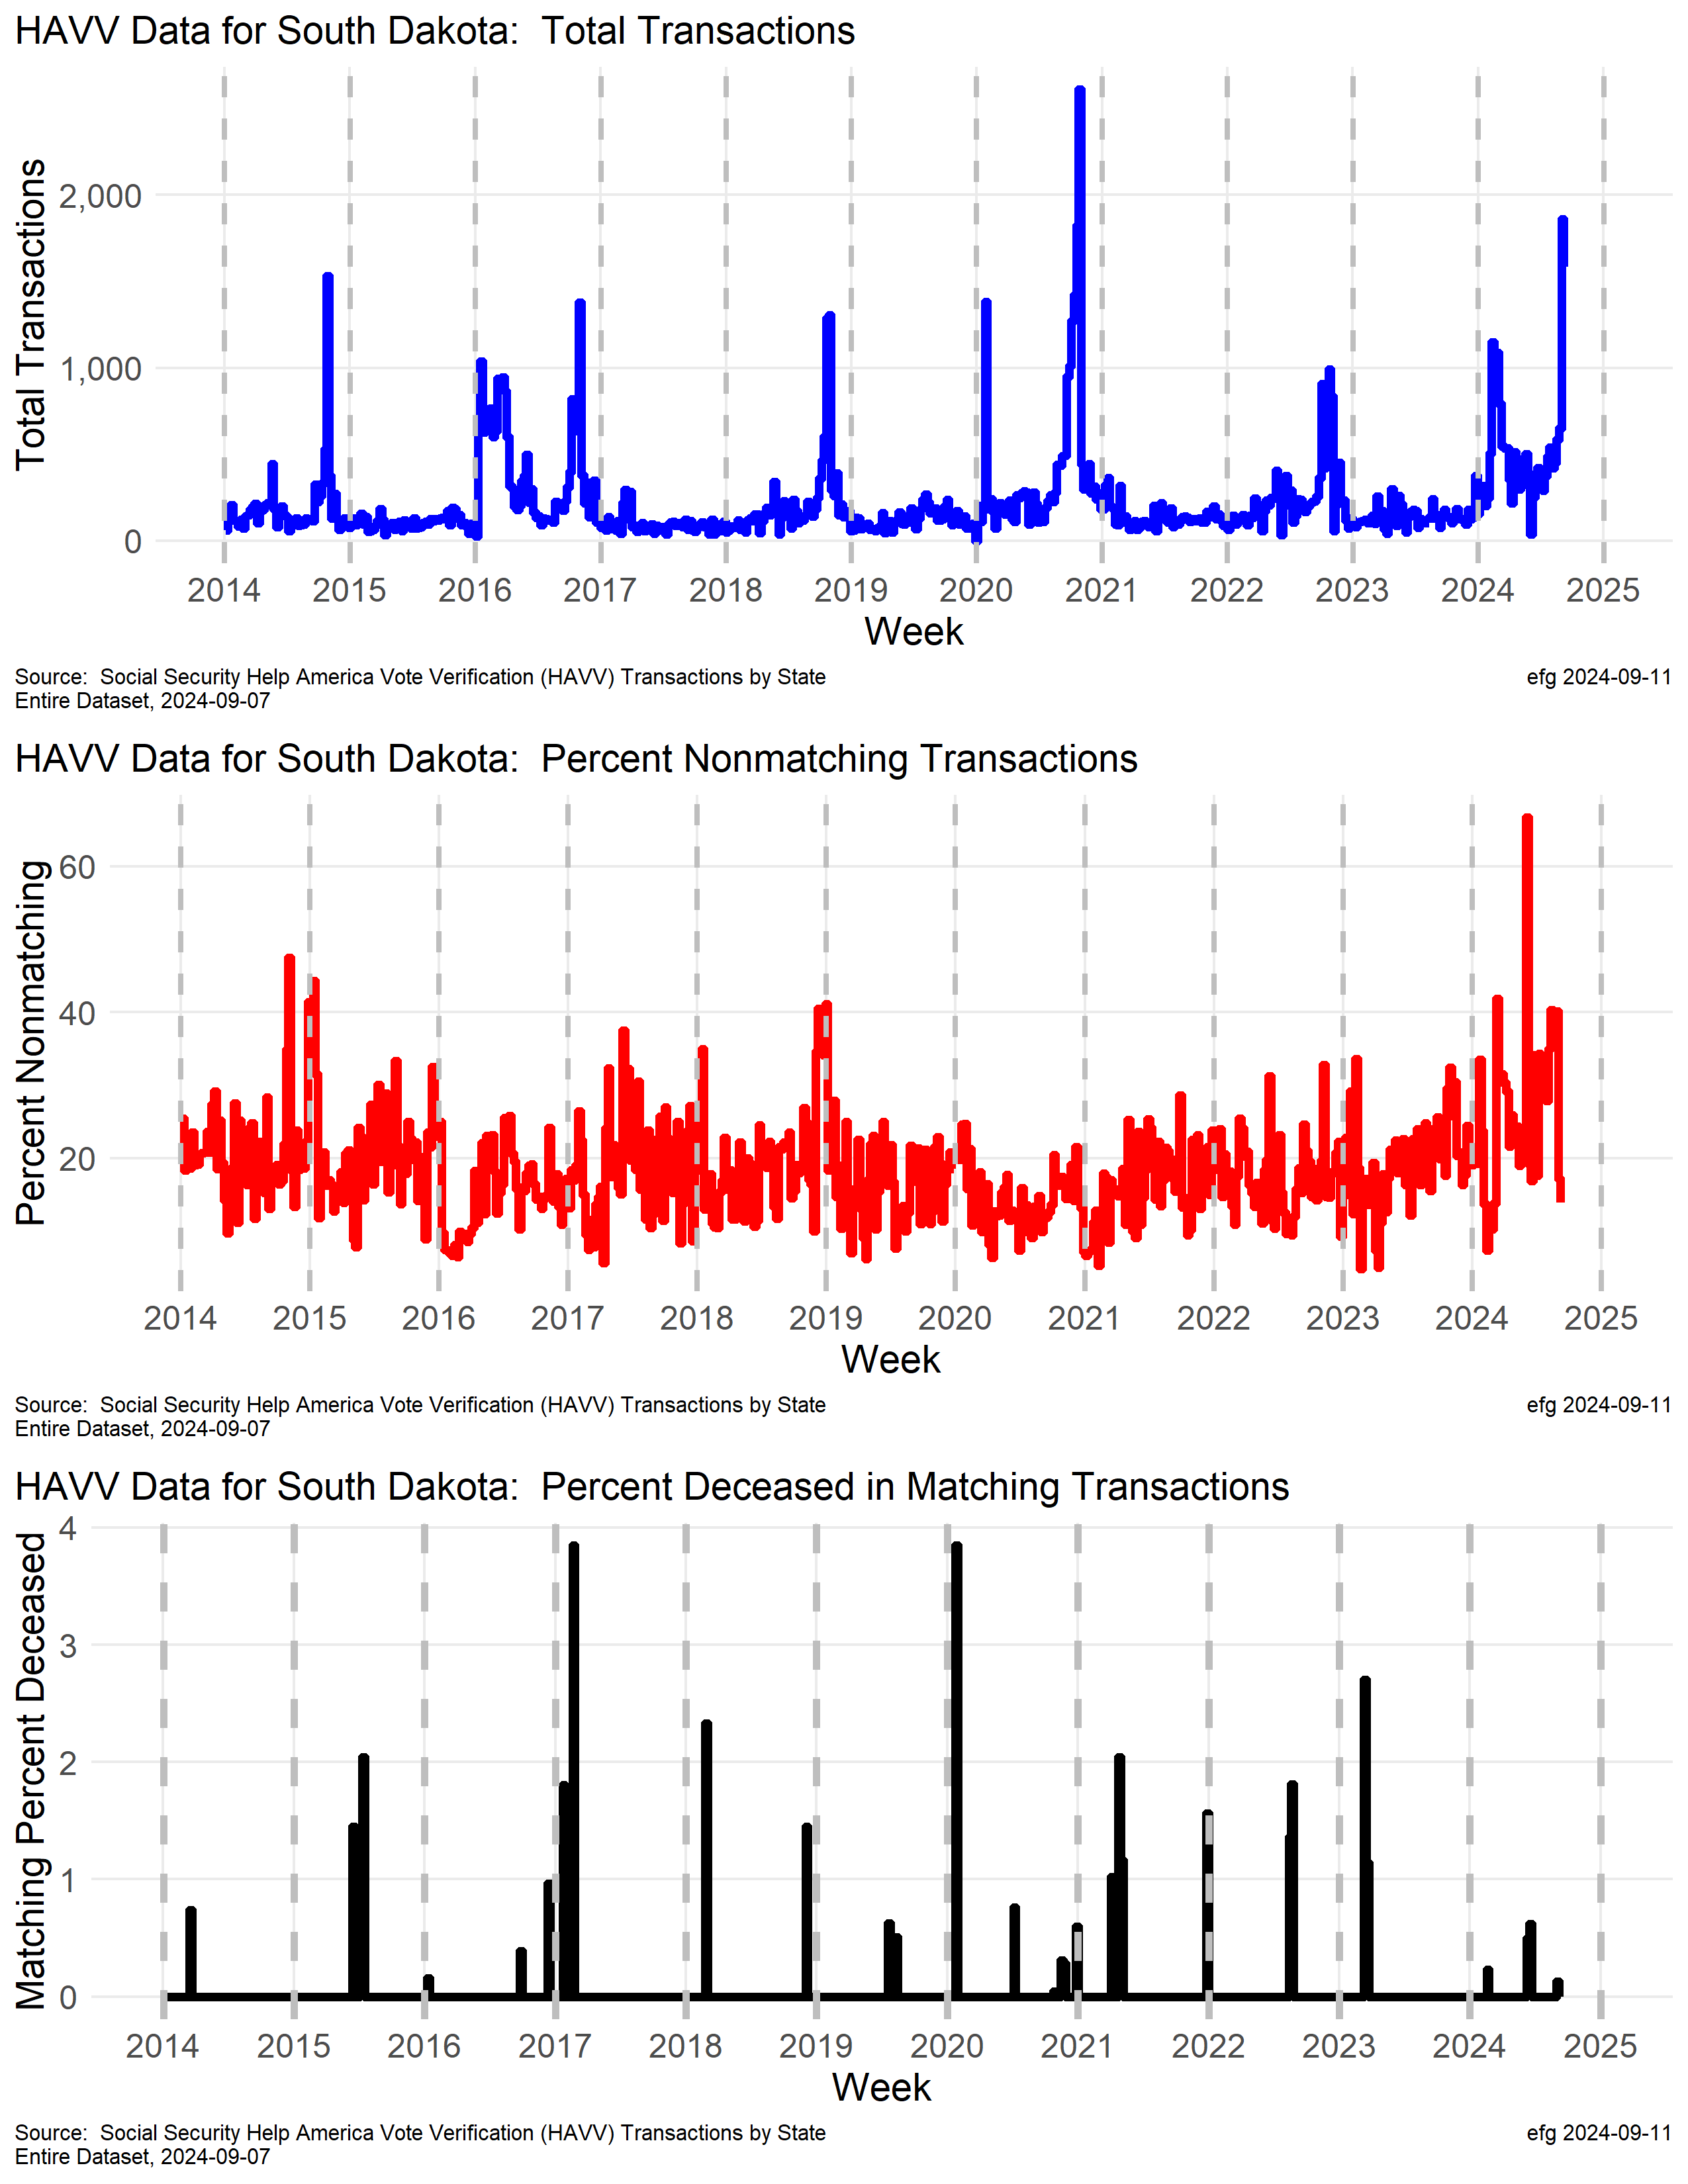 HAVV Data for South Dakota:  Total Transactions
Total Transactions
2,000
1,000
0
2014 2015 2016 2017 2018 2019 2020 2021 2022 2023 2024 2025
Week
Source:  Social Security Help America Vote Verification (HAVV) Transactions by State efg 2024-09-11
Entire Dataset, 2024-09-07
HAVV Data for South Dakota:  Percent Nonmatching Transactions
Percent Nonmatching
60
40
20
2014 2015 2016 2017 2018 2019 2020 2021 2022 2023 2024 2025
Week
Source:  Social Security Help America Vote Verification (HAVV) Transactions by State efg 2024-09-11
Entire Dataset, 2024-09-07
HAVV Data for South Dakota:  Percent Deceased in Matching Transactions
Matching Percent Deceased
4
3
2
1
0
2014 2015 2016 2017 2018 2019 2020 2021 2022 2023 2024 2025
Week
Source:  Social Security Help America Vote Verification (HAVV) Transactions by State efg 2024-09-11
Entire Dataset, 2024-09-07